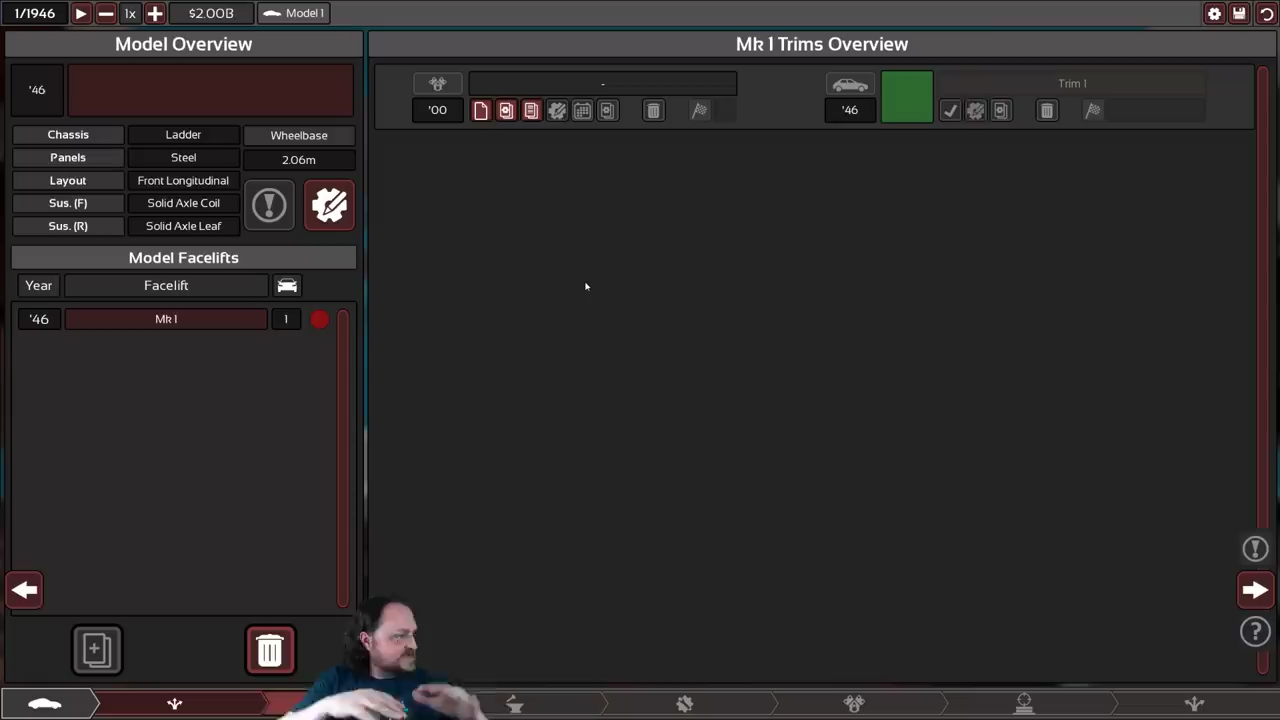 1/1946
1x
$2.00B
Model 1
Model Overview
'46
Chassis
Ladder
Wheelbase
Panels
Steel
2.06m
Layout
Front Longitudinal
Sus. (F)
Solid Axle Coil
Sus. (R)
Solid Axle Leaf
Model Facelifts
Year
Facelift
'46
Mk 1
1
Mk 1 Trims Overview
-
'00
Trim 1
'46